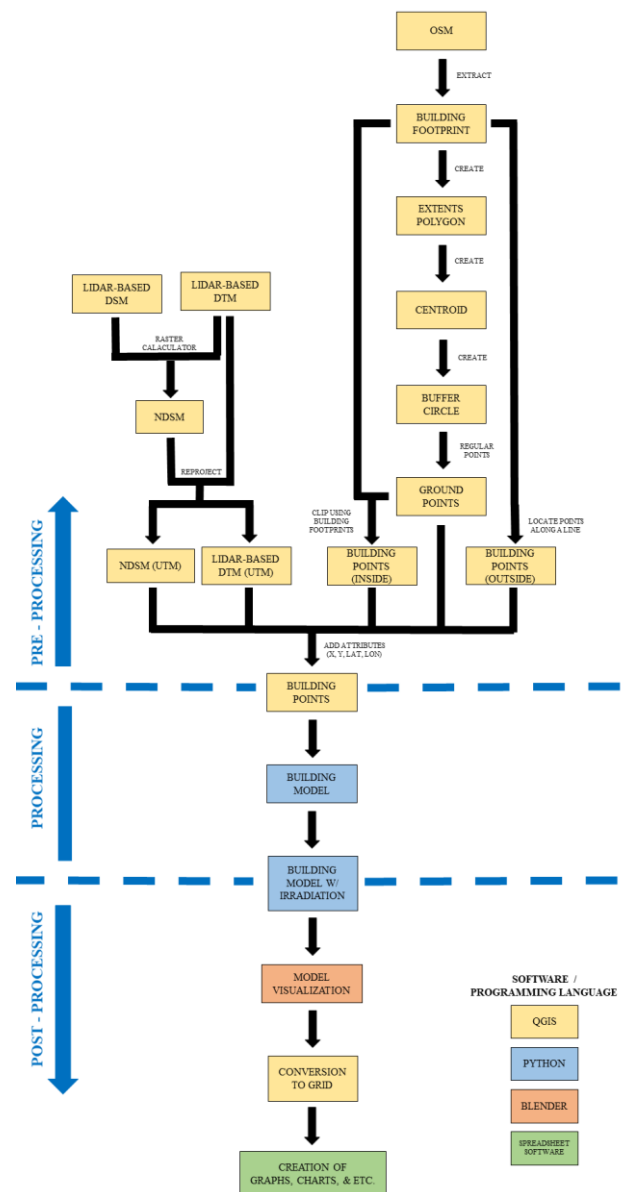 OSM
EXTRACT
BUILDING
FOOTPRINT
CREATE
EXTENTS
POLYGON
CREATE
LIDAR-BASED
DSM
LIDAR-BASED
DTM
CENTROID
RASTER
CALACULATOR
CREATE
NDSM
BUFFER
CIRCLE
REGULAR
POINTS
REPROJECT
GROUND
POINTS
CLIP USING
BUILDING
FOOTPRINTS
LOCATE POINTS
ALONG A LINE
NDSM (UTM)
LIDAR-BASED
DTM (UTM)
BUILDING
POINTS
(INSIDE)
BUILDING
POINTS
(OUTSIDE)
PRE - PROCESSING
ADD ATTRIBUTES
(X, Y, LAT, LON)
BUILDING
POINTS
PROCESSING
BUILDING
MODEL
BUILDING
MODEL W/
IRRADIATION
POST - PROCESSING
MODEL
VISUALIZATION
CONVERSION
TO GRID
CREATION OF
GRAPHS, CHARTS, & ETC.
SOFTWARE /
PROGRAMMING LANGUAGE
QGIS
PYTHON
BLENDER
SPREADSHEET
SOFTWARE